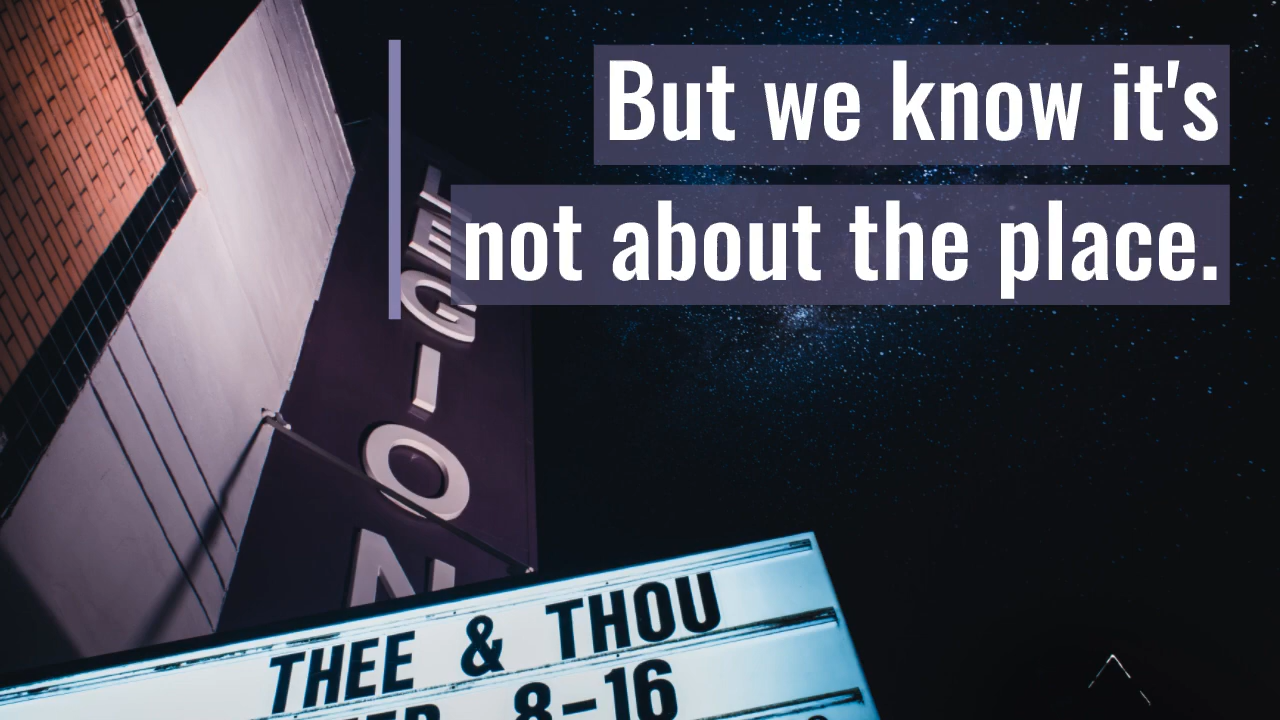 But we know it's
not about the place.
LEGION
THEE & THOU
8-16